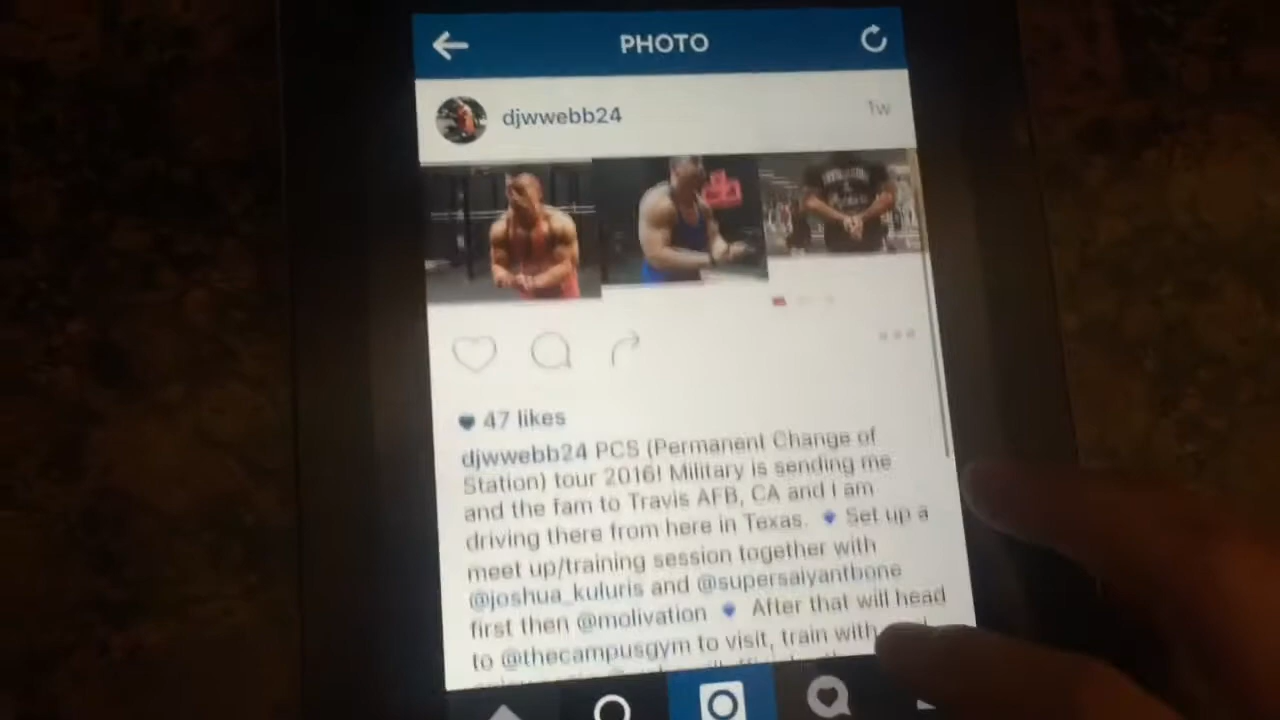 PHOTO
djwwebb24
1w
47 likes
djwwebb24 PCS (Permanent Change of
Station) tour 2016! Military is sending me
and the fam to Travis AFB, CA and I am
driving there from here in Texas. Set up a
meet up/training session together with
@joshua_kuluris and @supersaiyantbone
first then @molivation After that will head
to @thecampusgym to visit, train with